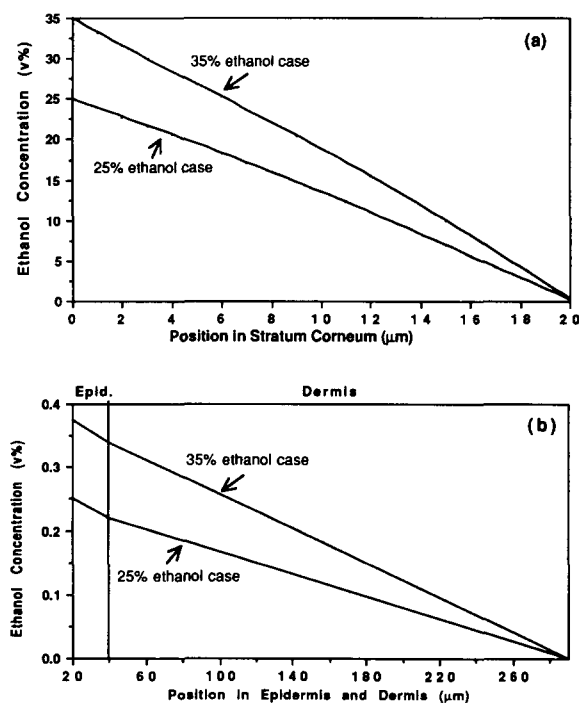 (a)
Ethanol Concentration (v%)
35
30
25
20
15
10
5
0
35% ethanol case
25% ethanol case
0 2 4 6 8 10 12 14 16 18 20
Position in Stratum Corneum (μm)
Epid. Dermis
(b)
Ethanol Concentration (v%)
0.4
0.3
0.2
0.1
0.0
35% ethanol case
25% ethanol case
20 60 100 140 180 220 260
Position in Epidermis and Dermis (μm)